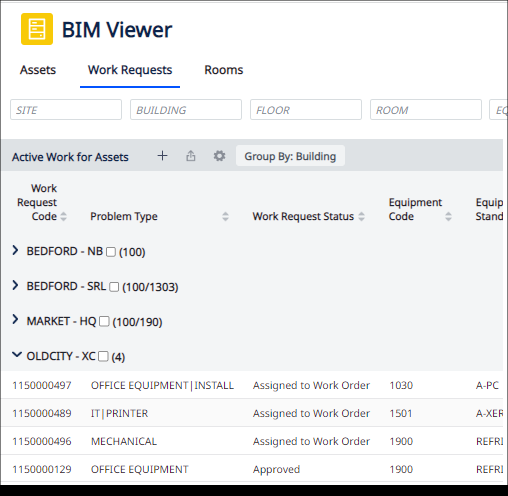 BIM Viewer
Assets Work Requests Rooms
SITE BUILDING FLOOR ROOM EQ
Active Work for Assets Group By: Building
Work Request Code Problem Type Work Request Status Equipment Code Equip Stand
BEDFORD - NB (100)
BEDFORD - SRL (100/1303)
MARKET - HQ (100/190)
OLDCITY - XC (4)
1150000497 OFFICE EQUIPMENT|INSTALL Assigned to Work Order 1030 A-PC
1150000489 IT|PRINTER Assigned to Work Order 1501 A-XER
1150000496 MECHANICAL Assigned to Work Order 1900 REFRI
1150000129 OFFICE EQUIPMENT Approved 1900 REFRI